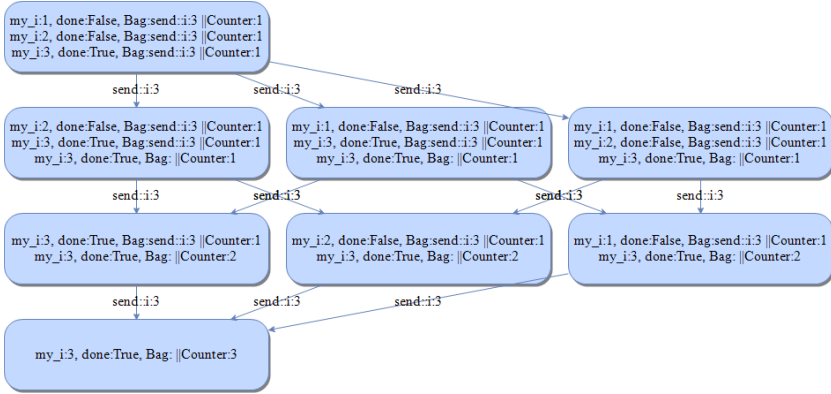 my_i:1, done:False, Bag:send::i:3 ||Counter:1
my_i:2, done:False, Bag:send::i:3 ||Counter:1
my_i:3, done:True, Bag:send::i:3 ||Counter:1
send::i:3
send::i:3
send::i:3
my_i:2, done:False, Bag:send::i:3 ||Counter:1
my_i:3, done:True, Bag:send::i:3 ||Counter:1
my_i:3, done:True, Bag: ||Counter:1
my_i:1, done:False, Bag:send::i:3 ||Counter:1
my_i:3, done:True, Bag:send::i:3 ||Counter:1
my_i:3, done:True, Bag: ||Counter:1
my_i:1, done:False, Bag:send::i:3 ||Counter:1
my_i:2, done:False, Bag:send::i:3 ||Counter:1
my_i:3, done:True, Bag: ||Counter:1
send::i:3
send::i:3
send::i:3
send::i:3
my_i:3, done:True, Bag:send::i:3 ||Counter:1
my_i:3, done:True, Bag: ||Counter:2
my_i:2, done:False, Bag:send::i:3 ||Counter:1
my_i:3, done:True, Bag: ||Counter:2
my_i:1, done:False, Bag:send::i:3 ||Counter:1
my_i:3, done:True, Bag: ||Counter:2
send::i:3
send::i:3
send::i:3
my_i:3, done:True, Bag: ||Counter:3